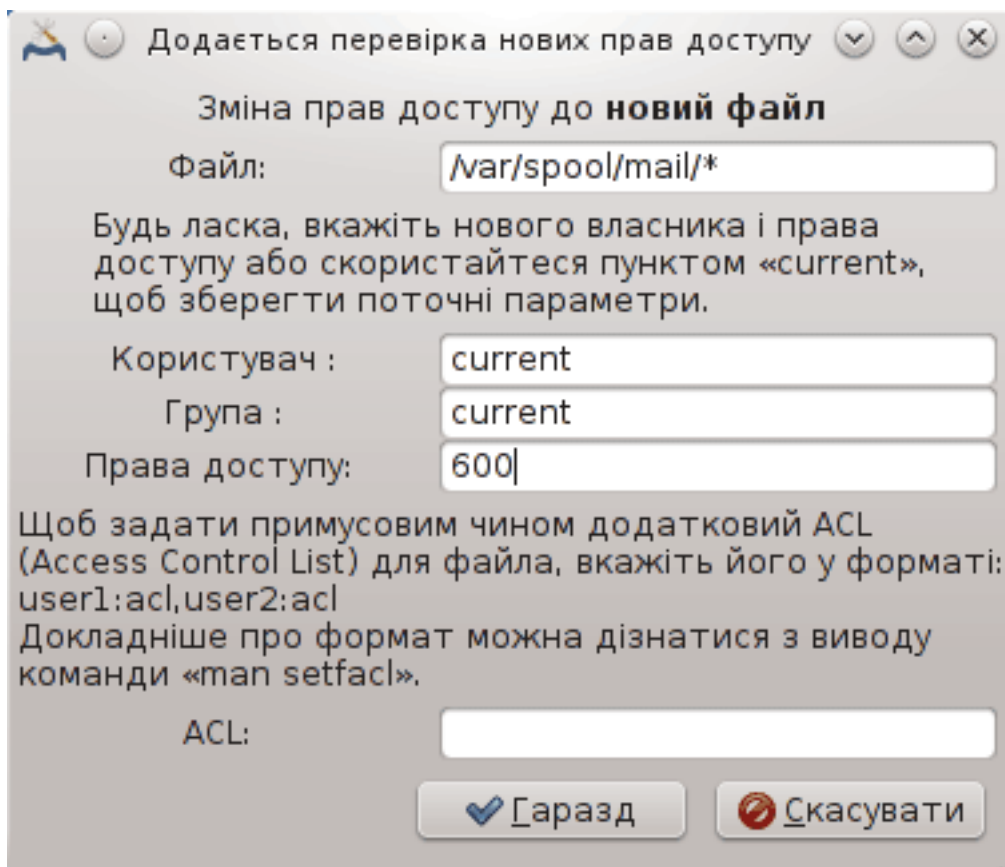 Додається перевірка нових прав доступу
Зміна прав доступу до новий файл
Файл: /var/spool/mail/*
Будь ласка, вкажіть нового власника і права
доступу або скористайтеся пунктом «current»,
щоб зберегти поточні параметри.
Користувач : current
Група : current
Права доступу: 600
Щоб задати примусовим чином додатковий ACL
(Access Control List) для файла, вкажіть його у форматі:
user1:acl,user2:acl
Докладніше про формат можна дізнатися з виводу
команди «man setfacl».
ACL:
Гаразд Скасувати